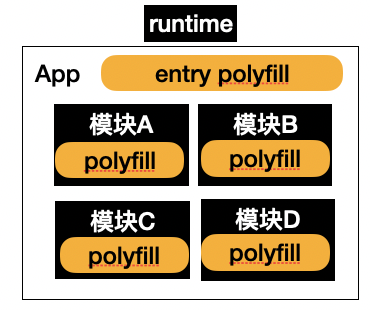 runtime
App
entry polyfill
模块A
模块B
polyfill
polyfill
模块C
模块D
polyfill
polyfill